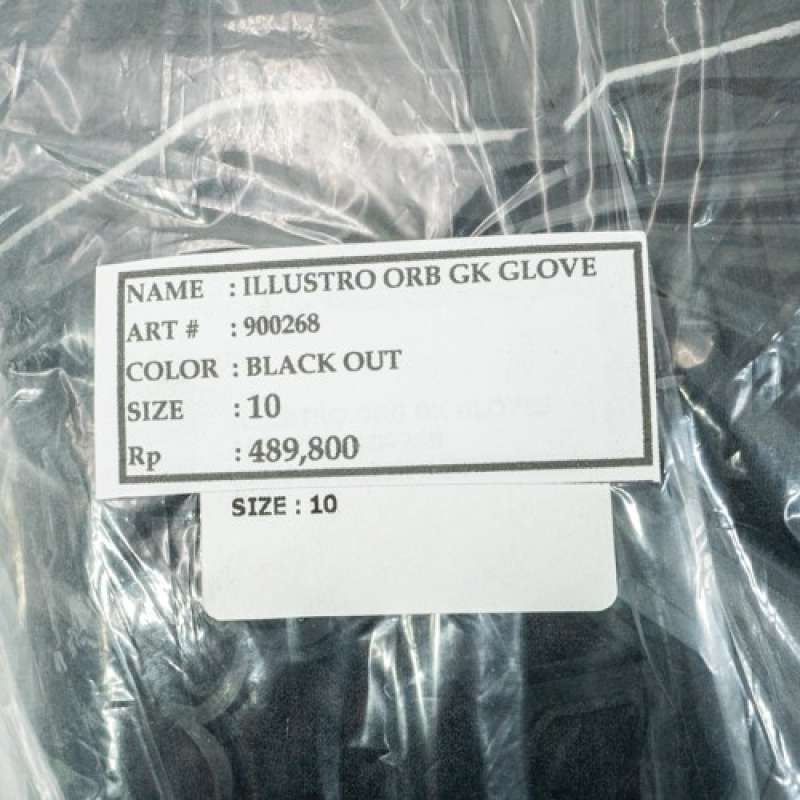 NAME : ILLUSTRO ORB GK GLOVE
ART # : 900268
COLOR : BLACK OUT
SIZE : 10
Rp : 489,800
SIZE : 10